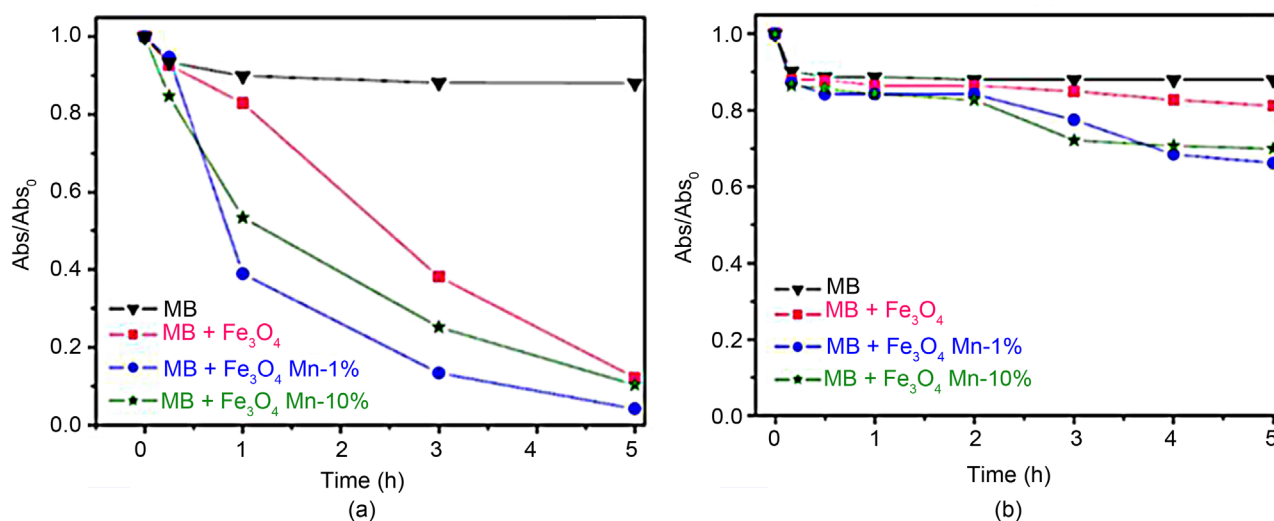 1.0
0.8
0.6
0.4
0.2
0.0
Abs/Abs₀
MB
MB + Fe₃O₄
MB + Fe₃O₄ Mn-1%
MB + Fe₃O₄ Mn-10%
0 1 2 3 4 5
Time (h)
(a)
1.0
0.8
0.6
0.4
0.2
0.0
Abs/Abs₀
MB
MB + Fe₃O₄
MB + Fe₃O₄ Mn-1%
MB + Fe₃O₄ Mn-10%
0 1 2 3 4 5
Time (h)
(b)